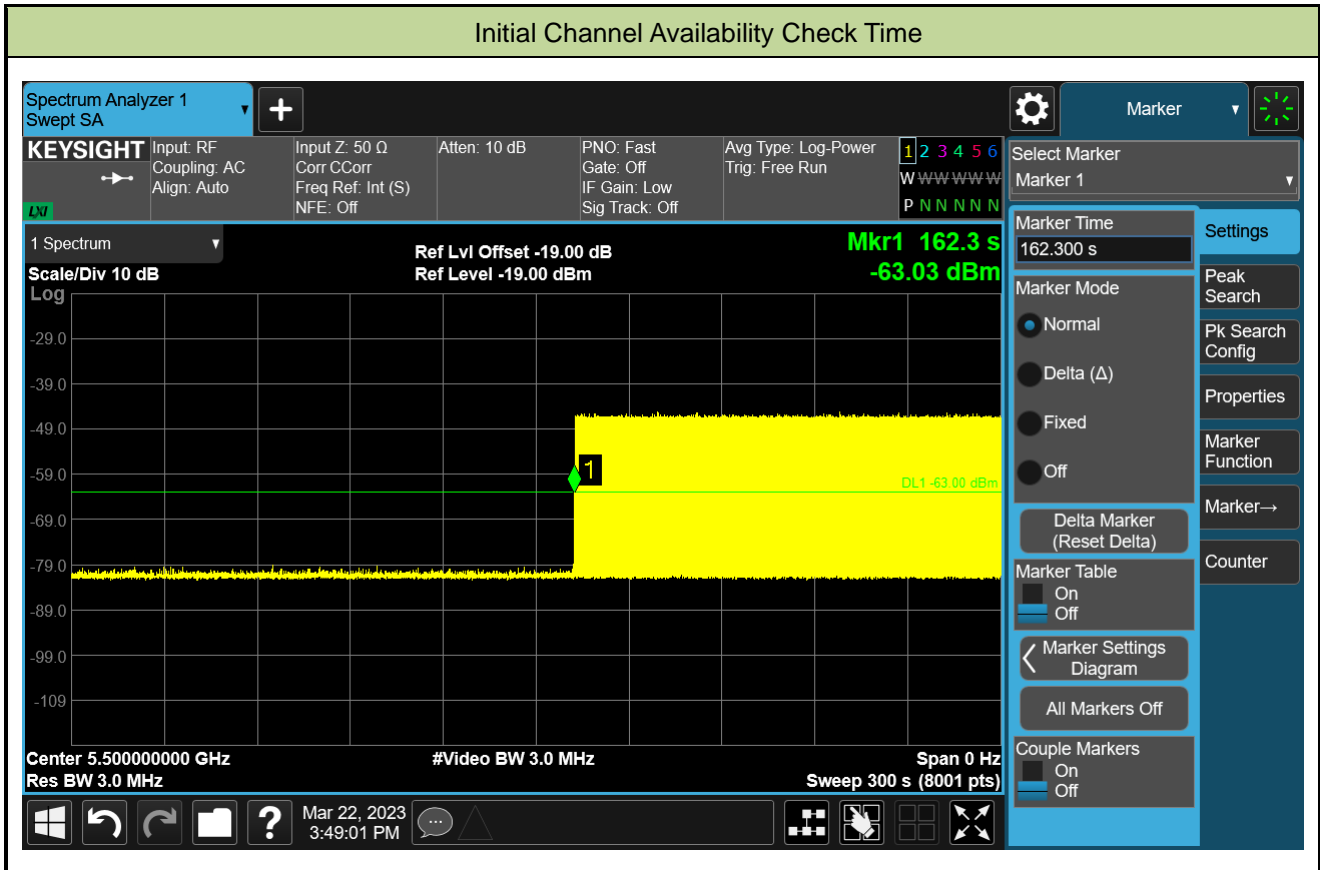 Initial Channel Availability Check Time
Spectrum Analyzer 1
Swept SA
Marker
KEYSIGHT
LXI
Input: RF
Coupling: AC
Align: Auto
Input Z: 50 Ω
Corr CCorr
Freq Ref: Int (S)
NFE: Off
Atten: 10 dB
PNO: Fast
Gate: Off
IF Gain: Low
Sig Track: Off
Avg Type: Log-Power
Trig: Free Run
1 2 3 4 5 6
W W W W W W
P N N N N N
Select Marker
Marker 1
1 Spectrum
Scale/Div 10 dB
Log
Ref Lvl Offset -19.00 dB
Ref Level -19.00 dBm
Mkr1 162.3 s
-63.03 dBm
-29.0
-39.0
-49.0
-59.0
-69.0
-79.0
-89.0
-99.0
-109
1
DL1 -63.00 dBm
Center 5.500000000 GHz
Res BW 3.0 MHz
#Video BW 3.0 MHz
Span 0 Hz
Sweep 300 s (8001 pts)
Marker Time
162.300 s
Marker Mode
Normal
Delta (Δ)
Fixed
Off
Delta Marker
(Reset Delta)
Marker Table
On
Off
Marker Settings
Diagram
All Markers Off
Couple Markers
On
Off
Settings
Peak
Search
Pk Search
Config
Properties
Marker
Function
Marker→
Counter
?
Mar 22, 2023
3:49:01 PM